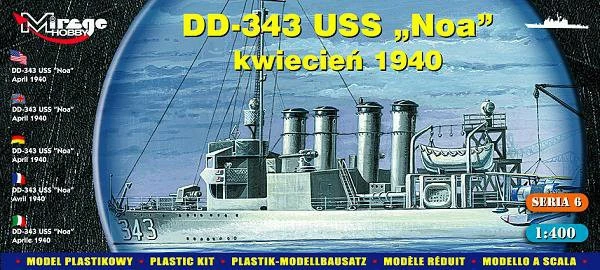 Mirage
HOBBY
DD-343 USS „Noa”
kwiecień 1940
DD-343 USS "Noa"
April 1940
DD-343 USS "Noa"
April 1940
DD-343 USS "Noa"
April 1940
DD-343 USS "Noa"
Avril 1940
DD-343 USS "Noa"
Aprile 1940
343
SERIA 6
1:400
• MODEL PLASTIKOWY • PLASTIC KIT • PLASTIK-MODELLBAUSATZ • MODÈLE RÉDUIT • MODELLO A SCALA •